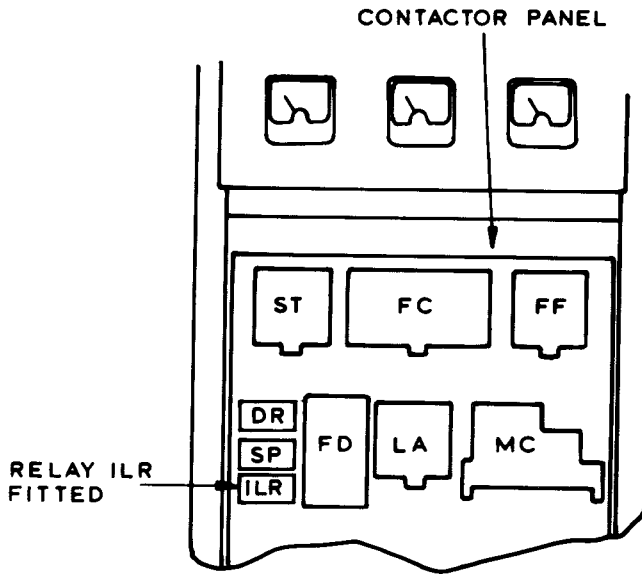 CONTACTOR PANEL
ST FC FF
DR
SP
ILR
FD LA MC
RELAY ILR
FITTED